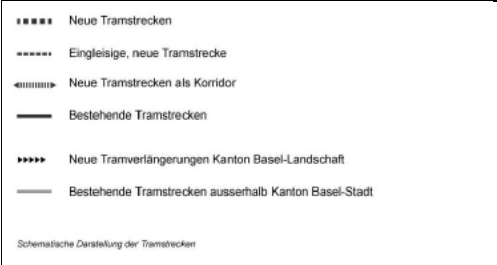 Neue Tramstrecken
Eingleisige, neue Tramstrecke
Neue Tramstrecken als Korridor
Bestehende Tramstrecken
Neue Tramverlängerungen Kanton Basel-Landschaft
Bestehende Tramstrecken ausserhalb Kanton Basel-Stadt
Schematische Darstellung der Tramstrecken